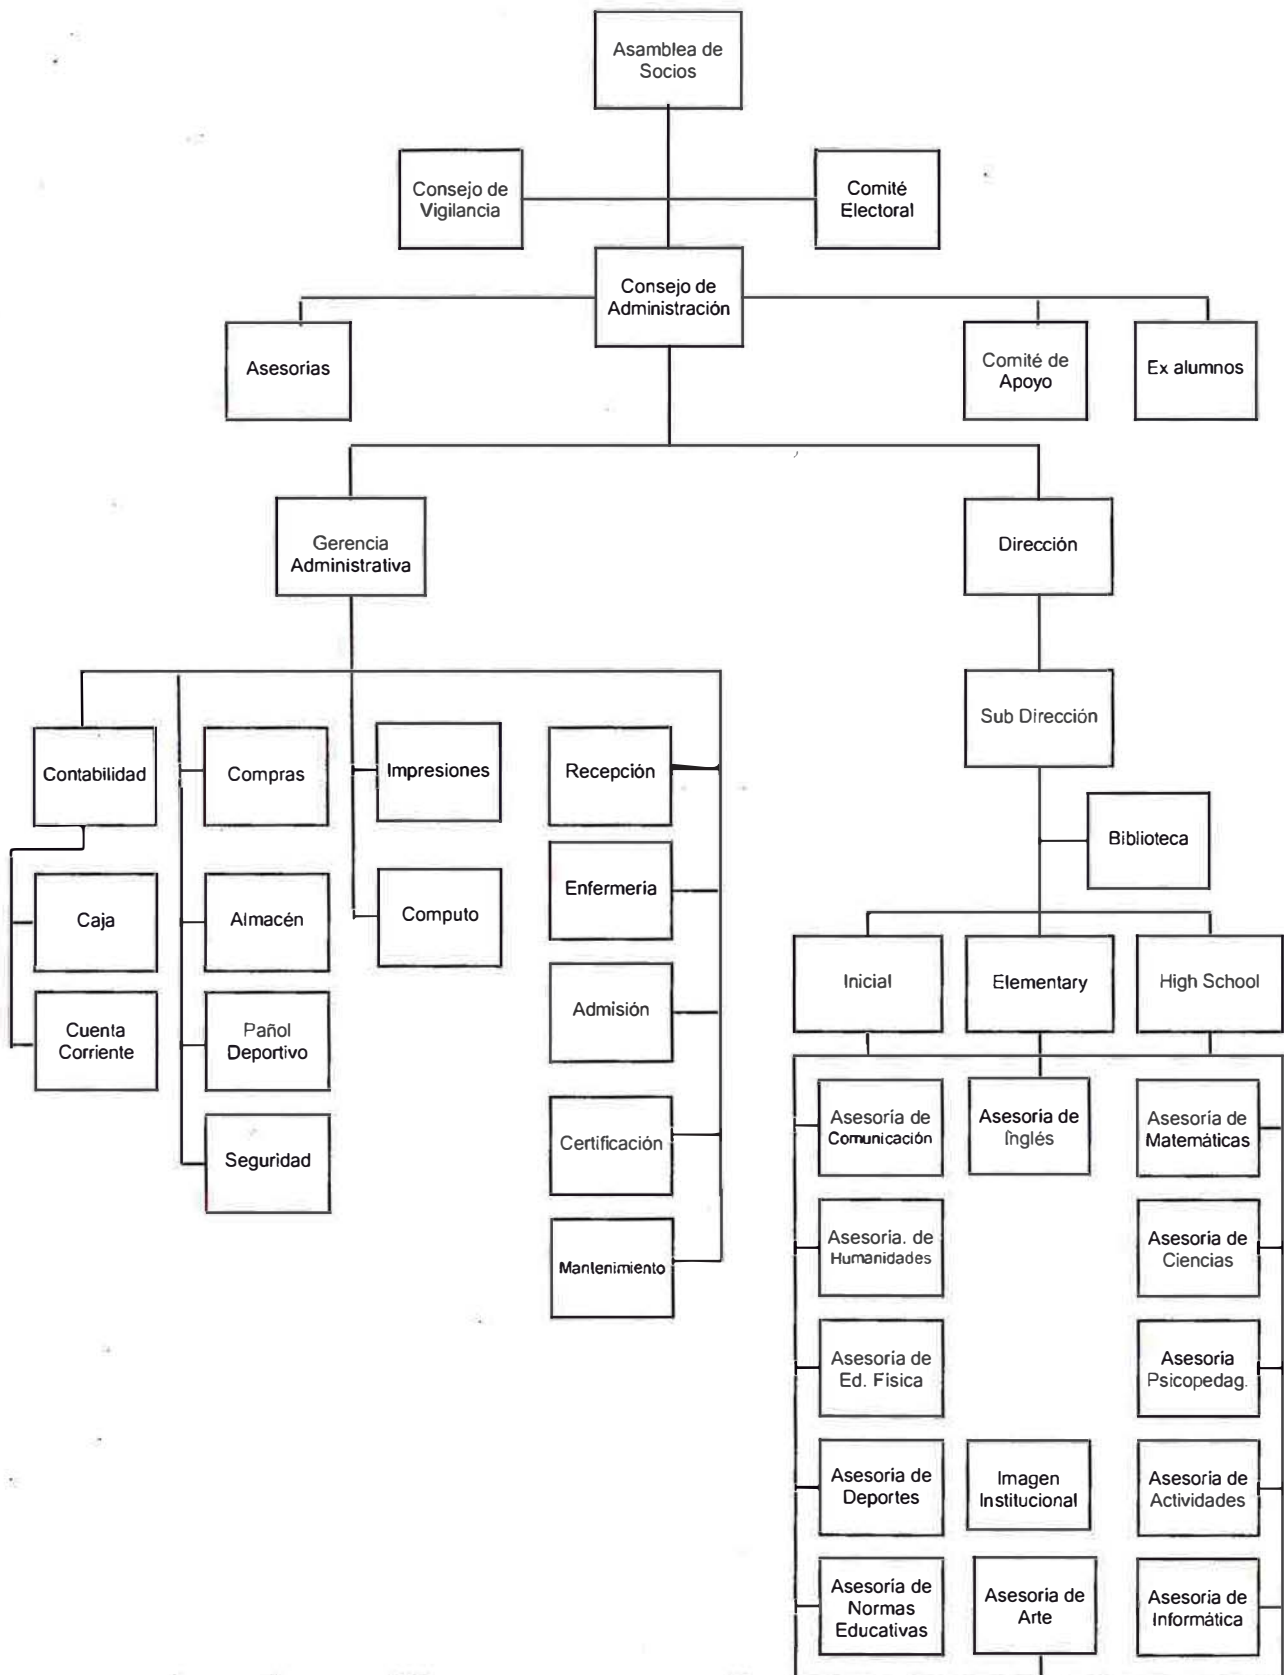 Asamblea de
Socios
Consejo de
Vigilancia
Comité
Electoral
Consejo de
Administración
Asesorias
Comité de
Apoyo
Ex alumnos
Gerencia
Administrativa
Dirección
Sub Dirección
Contabilidad
Compras
Impresiones
Recepción
Biblioteca
Caja
Almacén
Computo
Enfermeria
Inicial
Elementary
High School
Cuenta
Corriente
Pañol
Deportivo
Admisión
Seguridad
Certificación
Mantenimiento
Asesoría de
Comunicación
Asesoria de
Inglés
Asesoría de
Matemáticas
Asesoria. de
Humanidades
Asesoria de
Ciencias
Asesoria de
Ed. Fisica
Asesoria
Psicopedag.
Asesoria de
Deportes
Imagen
Institucional
Asesoria de
Actividades
Asesoría de
Normas
Educativas
Asesoria de
Arte
Asesoria de
Informática